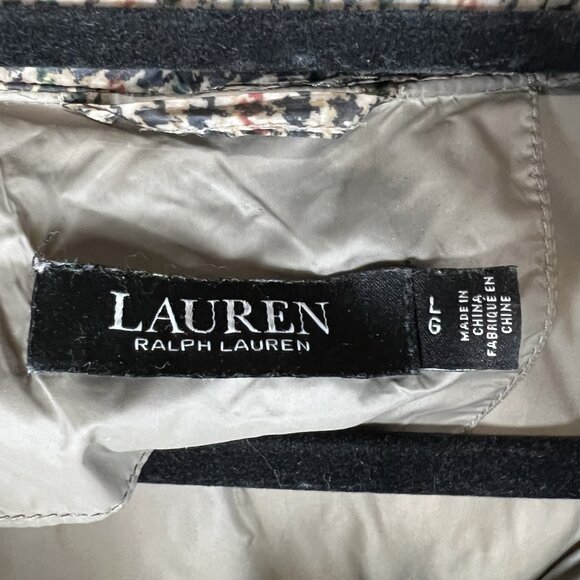 LAUREN
RALPH LAUREN
L
G
MADE IN
CHINA
FABRIQUÉ EN
CHINE